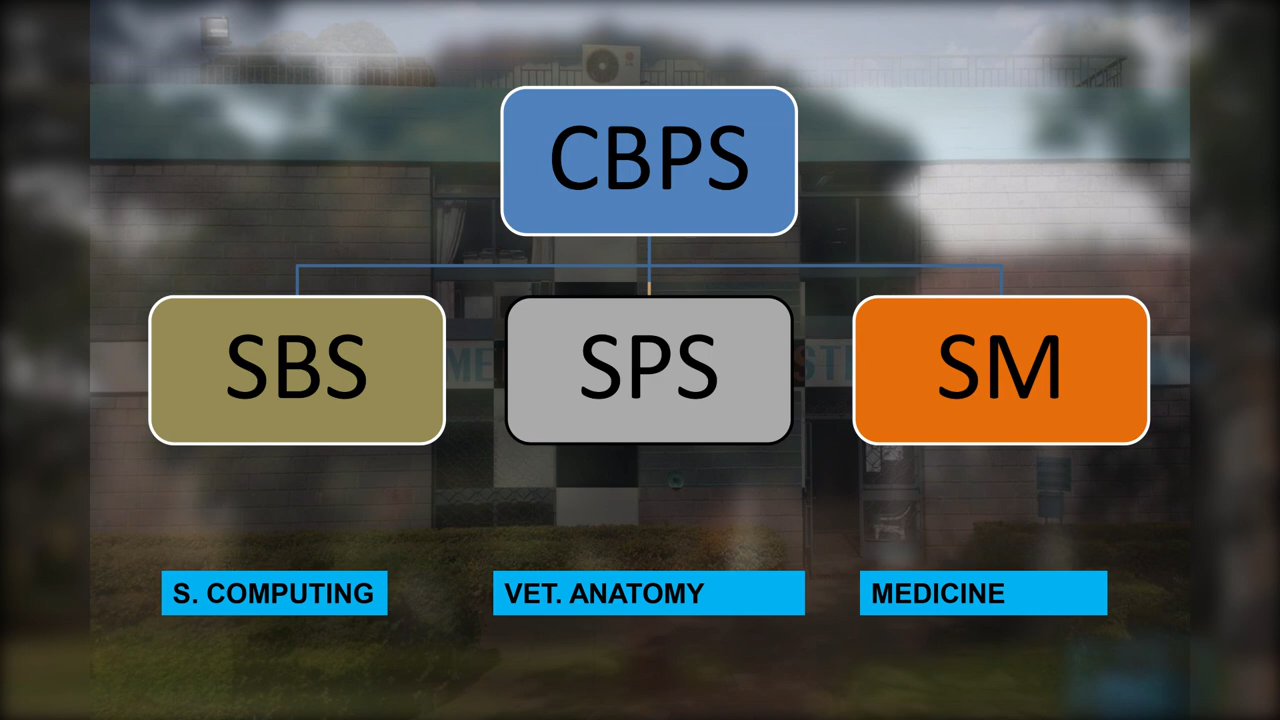 CBPS
SBS
SPS
SM
S. COMPUTING
VET. ANATOMY
MEDICINE